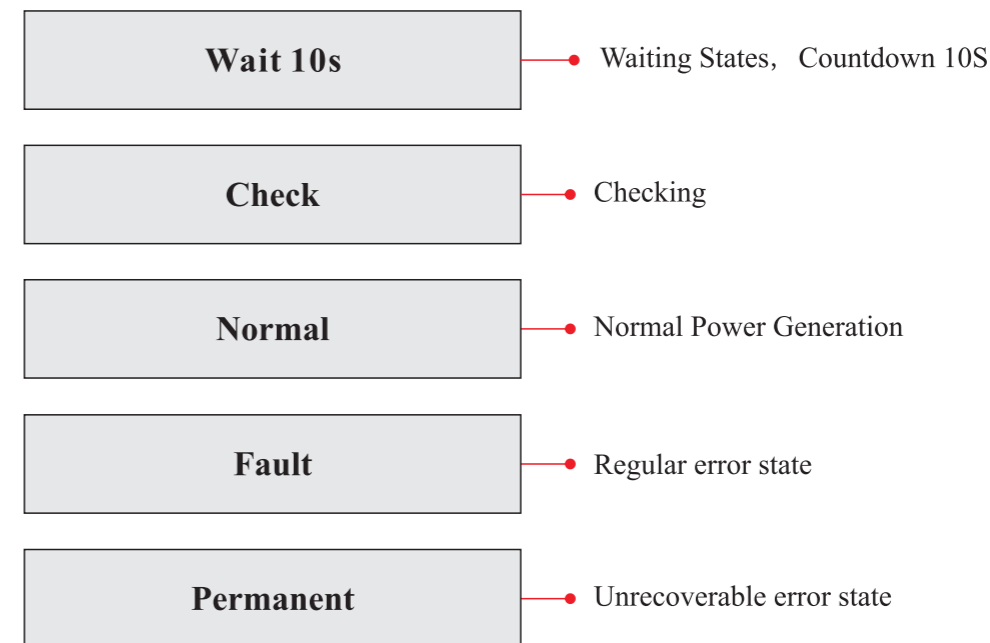 Wait 10s
Waiting States, Countdown 10S
Check
Checking
Normal
Normal Power Generation
Fault
Regular error state
Permanent
Unrecoverable error state